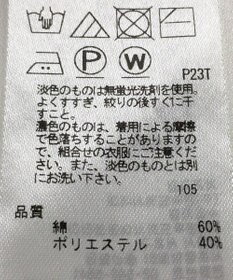 P23T
P W
淡色のものは無蛍光洗剤を使用。
よくすすぎ、絞りの後すぐに干
すこと。
濃色のものは、着用による摩擦
で色落ちすることがありますの
で、組合せの衣服にご注意くだ
さい。また、淡色のものとは別
にお洗い下さい。
105
品質
綿 60%
ポリエステル 40%